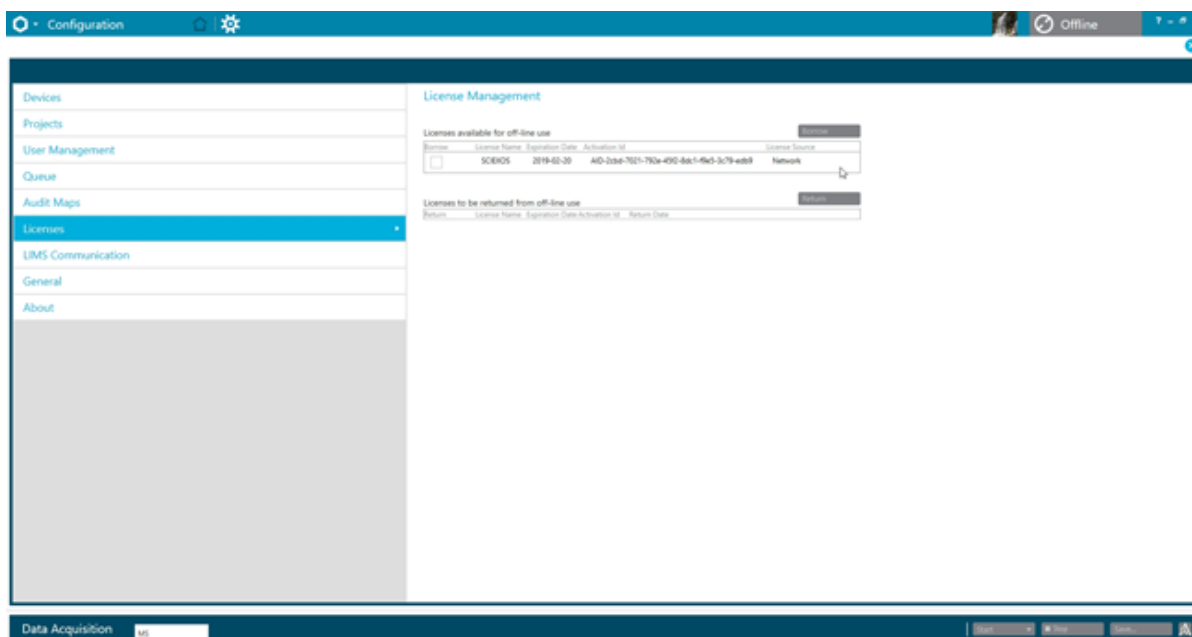 Configuration
Offline
?
Devices
Projects
User Management
Queue
Audit Maps
Licenses
LIMS Communication
General
About
License Management
Licenses available for off-line use
Borrow
Borrow License Name Expiration Date Activation Id License Source
2019-02-20 Network
Licenses to be returned from off-line use
Return
Return License Name Expiration Date Activation Id Return Date
Data Acquisition
MS
Start
Stop
Save...